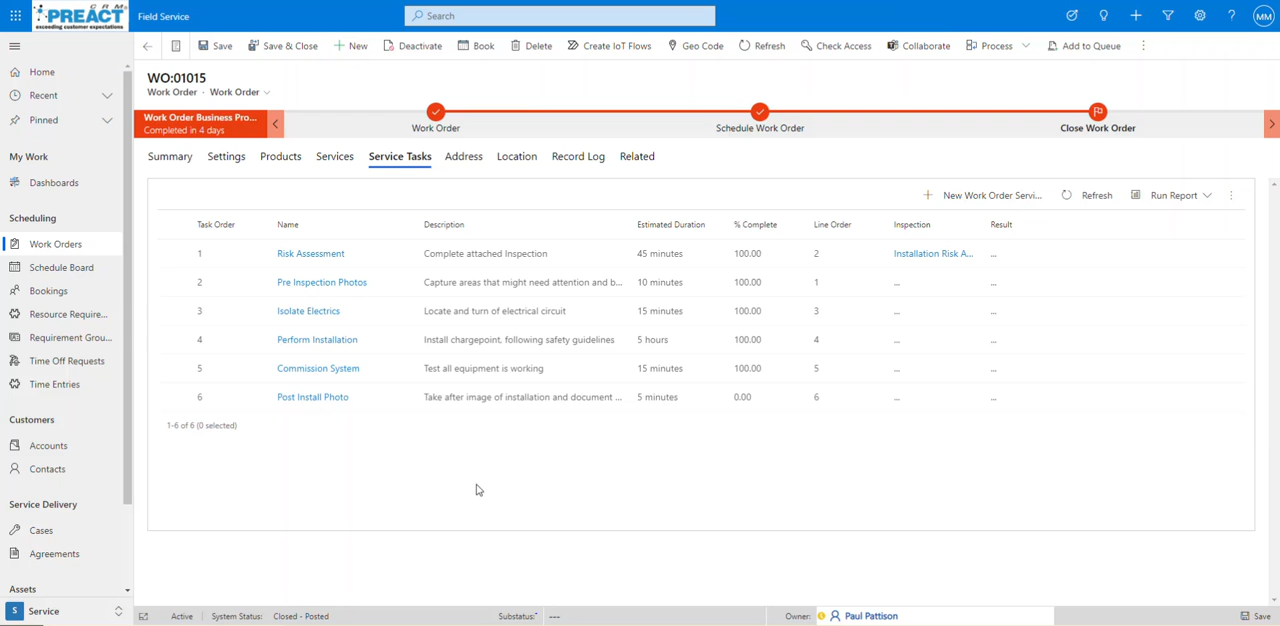 PREACT CRMs
exceeding customer expectations
Field Service
Search
MM
Save
Save & Close
New
Deactivate
Book
Delete
Create IoT Flows
Geo Code
Refresh
Check Access
Collaborate
Process
Add to Queue
Home
Recent
Pinned
My Work
Dashboards
Scheduling
Work Orders
Schedule Board
Bookings
Resource Require...
Requirement Grou...
Time Off Requests
Time Entries
Customers
Accounts
Contacts
Service Delivery
Cases
Agreements
Assets
S Service
WO:01015
Work Order · Work Order
Work Order Business Pro...
Completed in 4 days
Work Order
Schedule Work Order
Close Work Order
Summary Settings Products Services Service Tasks Address Location Record Log Related
New Work Order Servi... Refresh Run Report
Task Order Name Description Estimated Duration % Complete Line Order Inspection Result
1 Risk Assessment Complete attached Inspection 45 minutes 100.00 2 Installation Risk A... ...
2 Pre Inspection Photos Capture areas that might need attention and b... 10 minutes 100.00 1 ... ...
3 Isolate Electrics Locate and turn of electrical circuit 15 minutes 100.00 3 ... ...
4 Perform Installation Install chargepoint, following safety guidelines 5 hours 100.00 4 ... ...
5 Commission System Test all equipment is working 15 minutes 100.00 5 ... ...
6 Post Install Photo Take after image of installation and document ... 5 minutes 0.00 6 ... ...
1-6 of 6 (0 selected)
Active System Status: Closed - Posted Substatus:* --- Owner: Paul Pattison Save